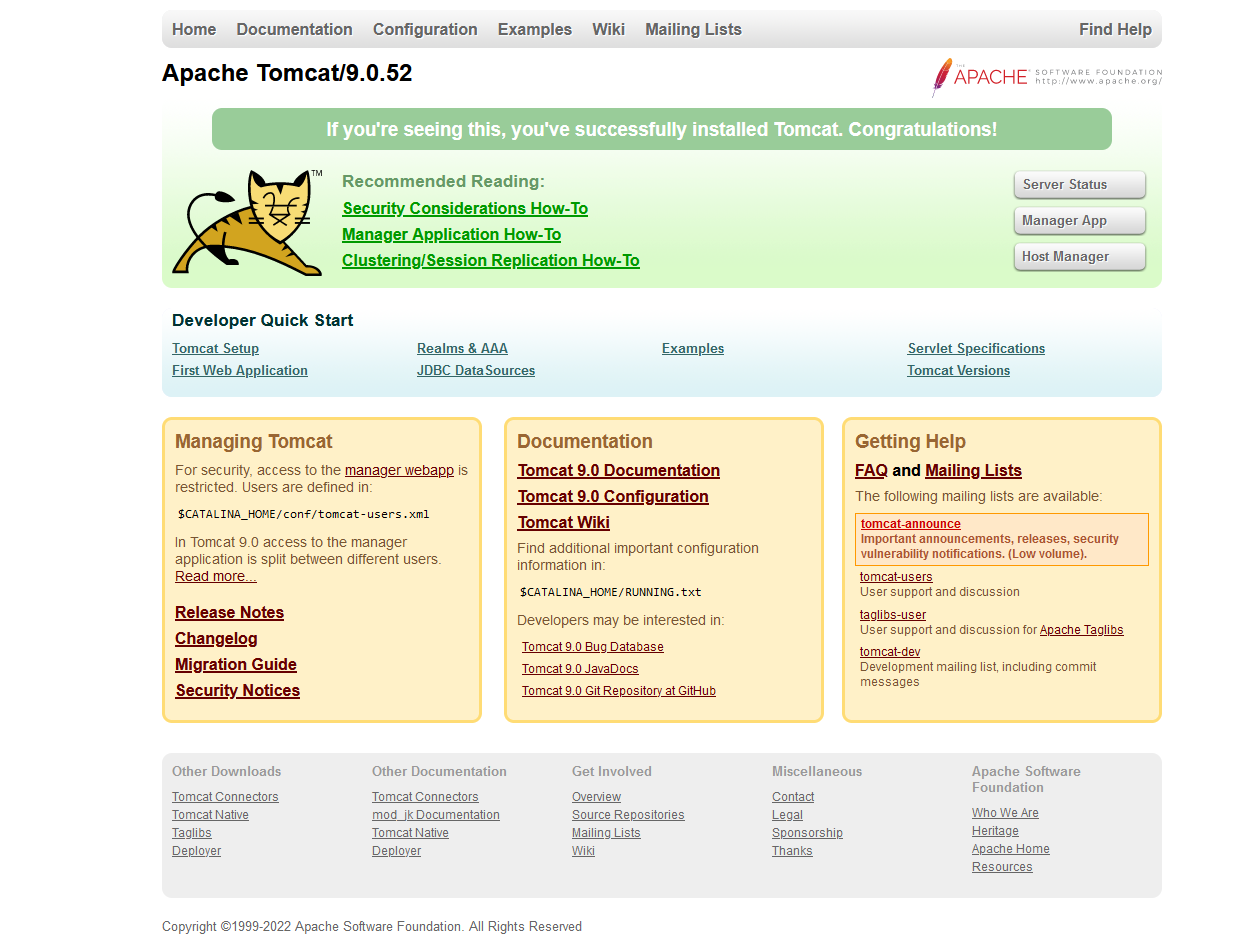 Home Documentation Configuration Examples Wiki Mailing Lists Find Help
Apache Tomcat/9.0.52
THE APACHE SOFTWARE FOUNDATION
http://www.apache.org/
If you're seeing this, you've successfully installed Tomcat. Congratulations!
TM
Recommended Reading:
Security Considerations How-To
Manager Application How-To
Clustering/Session Replication How-To
Server Status
Manager App
Host Manager
Developer Quick Start
Tomcat Setup
First Web Application
Realms & AAA
JDBC DataSources
Examples
Servlet Specifications
Tomcat Versions
Managing Tomcat
For security, access to the manager webapp is
restricted. Users are defined in:
$CATALINA_HOME/conf/tomcat-users.xml
In Tomcat 9.0 access to the manager
application is split between different users.
Read more...
Release Notes
Changelog
Migration Guide
Security Notices
Documentation
Tomcat 9.0 Documentation
Tomcat 9.0 Configuration
Tomcat Wiki
Find additional important configuration
information in:
$CATALINA_HOME/RUNNING.txt
Developers may be interested in:
Tomcat 9.0 Bug Database
Tomcat 9.0 JavaDocs
Tomcat 9.0 Git Repository at GitHub
Getting Help
FAQ and Mailing Lists
The following mailing lists are available:
tomcat-announce
Important announcements, releases, security
vulnerability notifications. (Low volume).
tomcat-users
User support and discussion
taglibs-user
User support and discussion for Apache Taglibs
tomcat-dev
Development mailing list, including commit
messages
Other Downloads
Tomcat Connectors
Tomcat Native
Taglibs
Deployer
Other Documentation
Tomcat Connectors
mod_jk Documentation
Tomcat Native
Deployer
Get Involved
Overview
Source Repositories
Mailing Lists
Wiki
Miscellaneous
Contact
Legal
Sponsorship
Thanks
Apache Software
Foundation
Who We Are
Heritage
Apache Home
Resources
Copyright ©1999-2022 Apache Software Foundation. All Rights Reserved